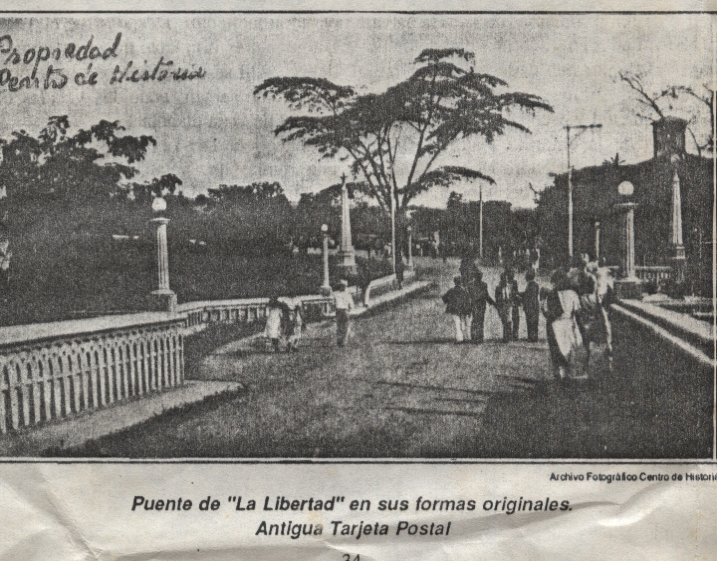 Propiedad
Centro de Historia
Archivo Fotográfico Centro de Historia
Puente de "La Libertad" en sus formas originales.
Antigua Tarjeta Postal
34